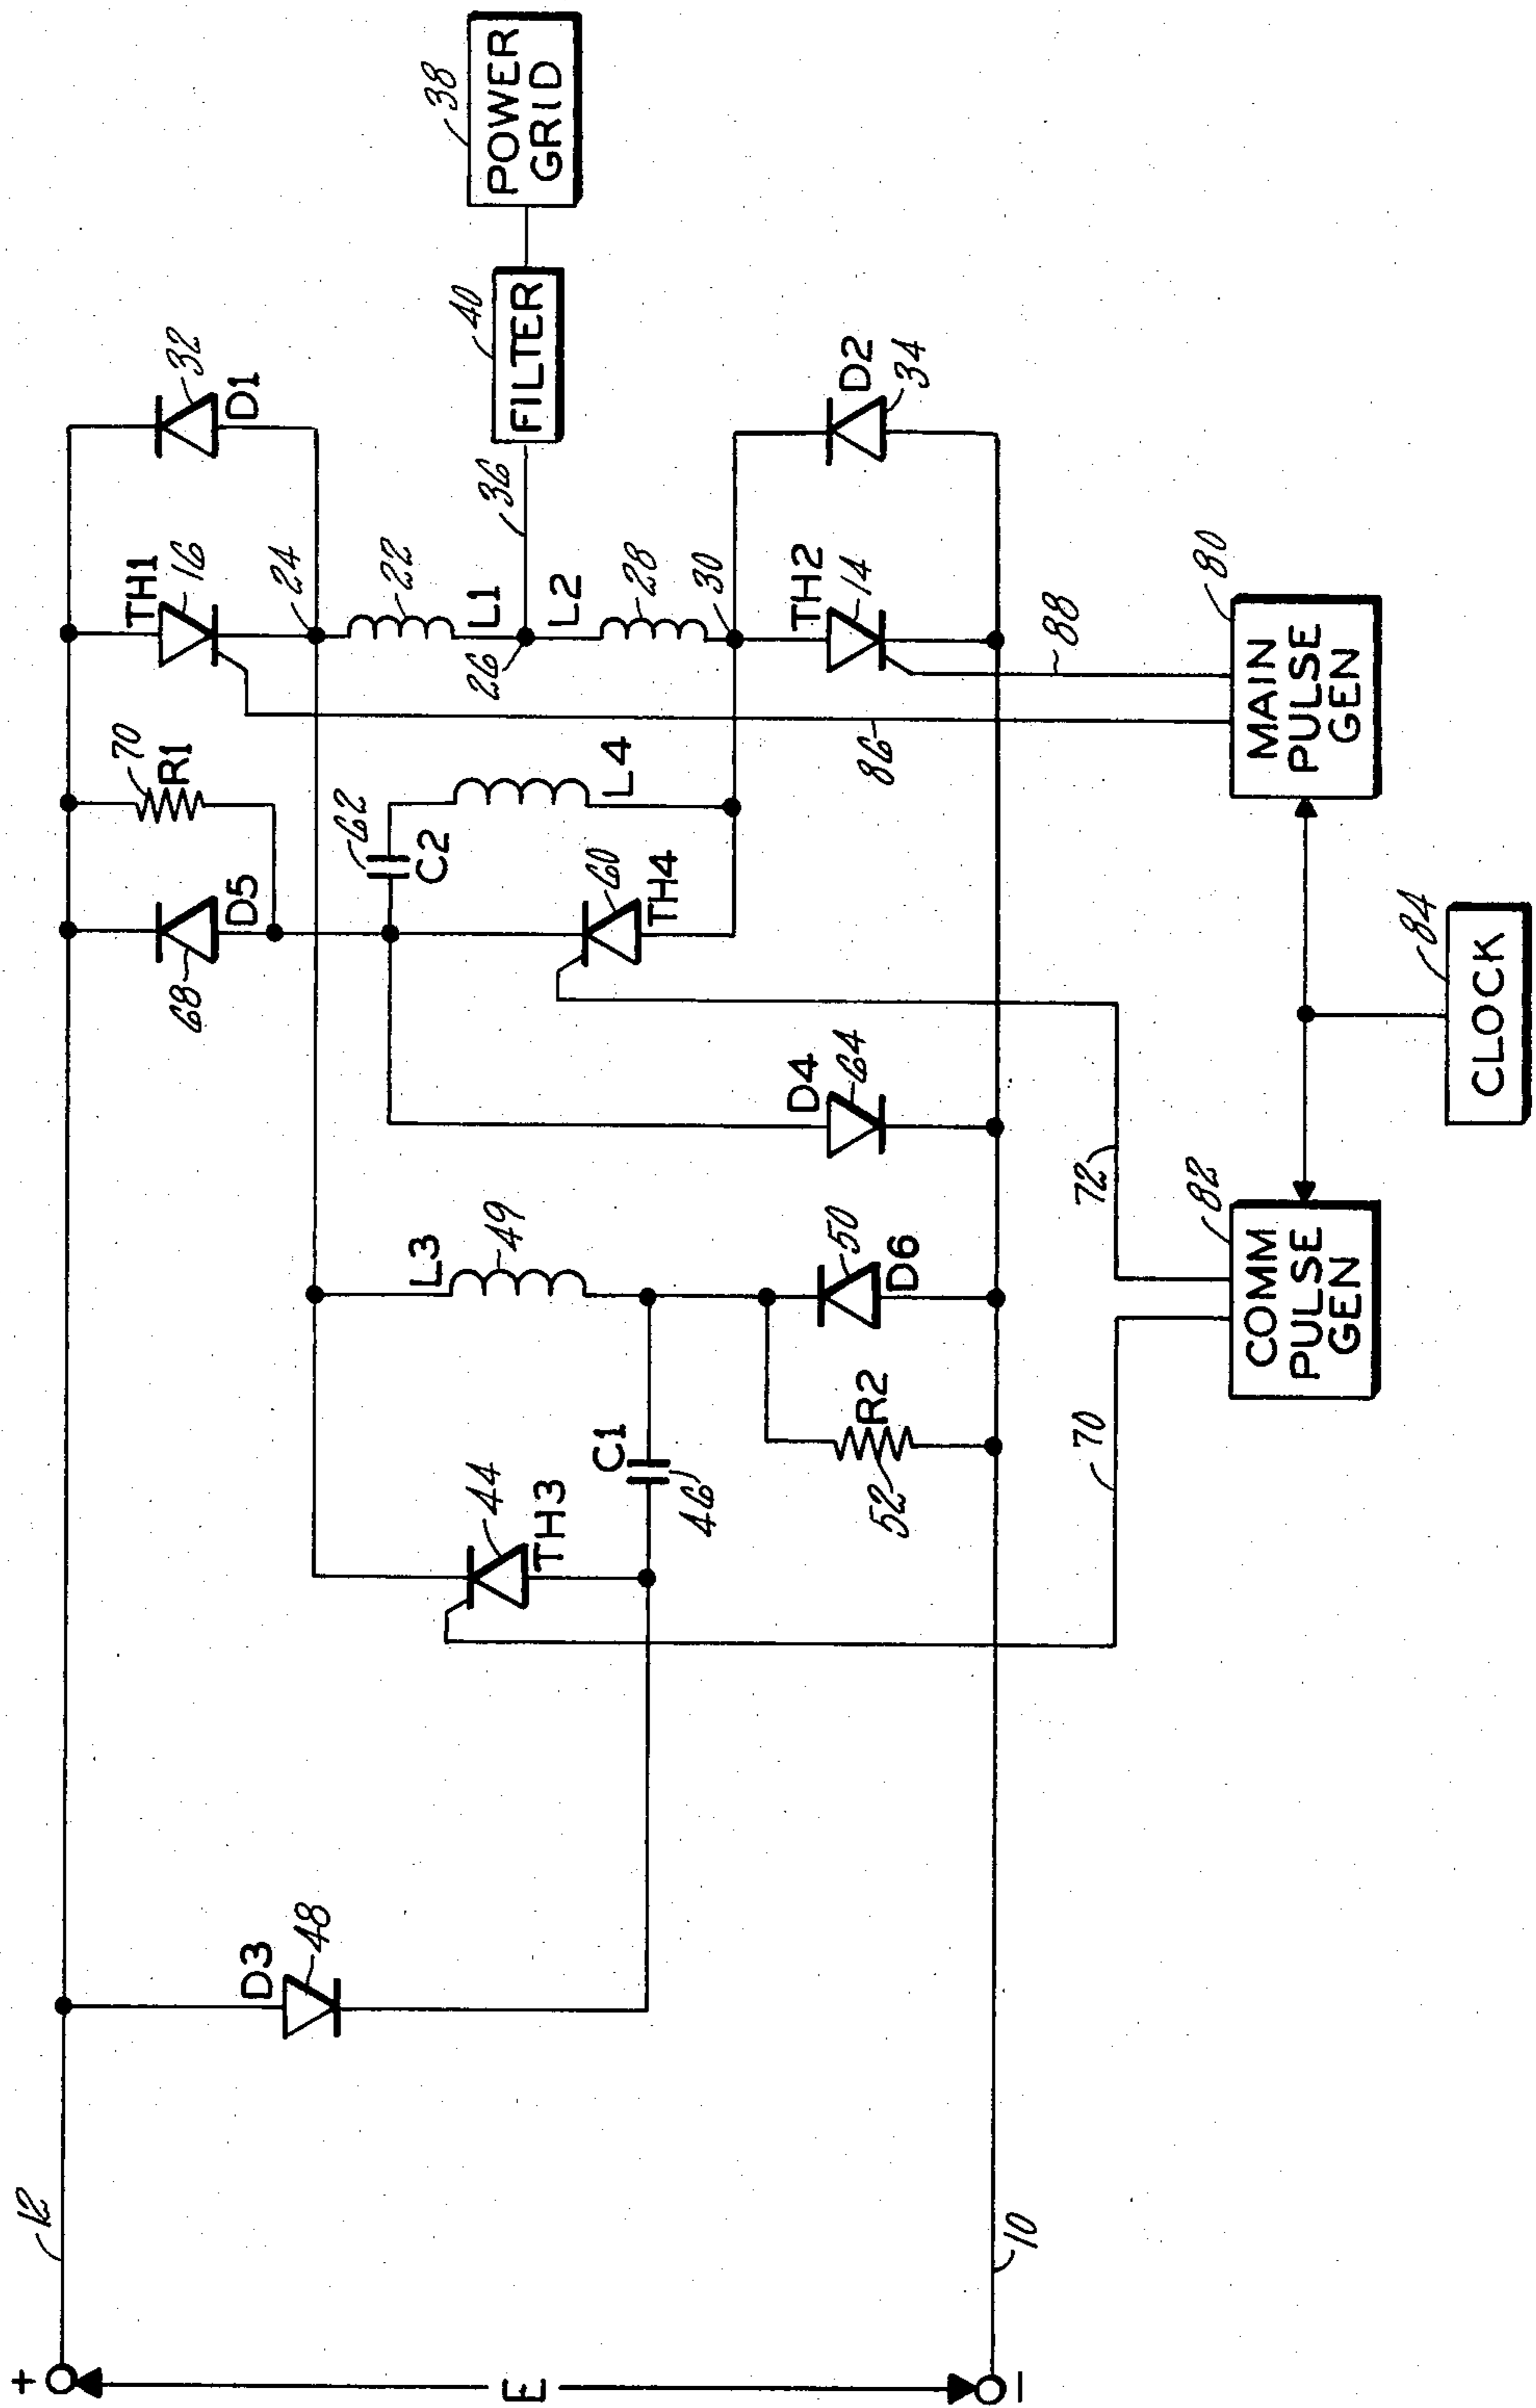 +
12
E
10
−
D3
48
44
TH3
C1
46
70
R2
52
L3
49
50
D6
COMM
PULSE
GEN
82
72
D4
64
68
D5
70
R1
62
C2
L4
60
TH4
CLOCK
84
MAIN
PULSE
GEN
80
86
88
TH1
16
24
22
L1
26
L2
28
30
TH2
14
36
32
D1
D2
34
FILTER
40
POWER
GRID
38